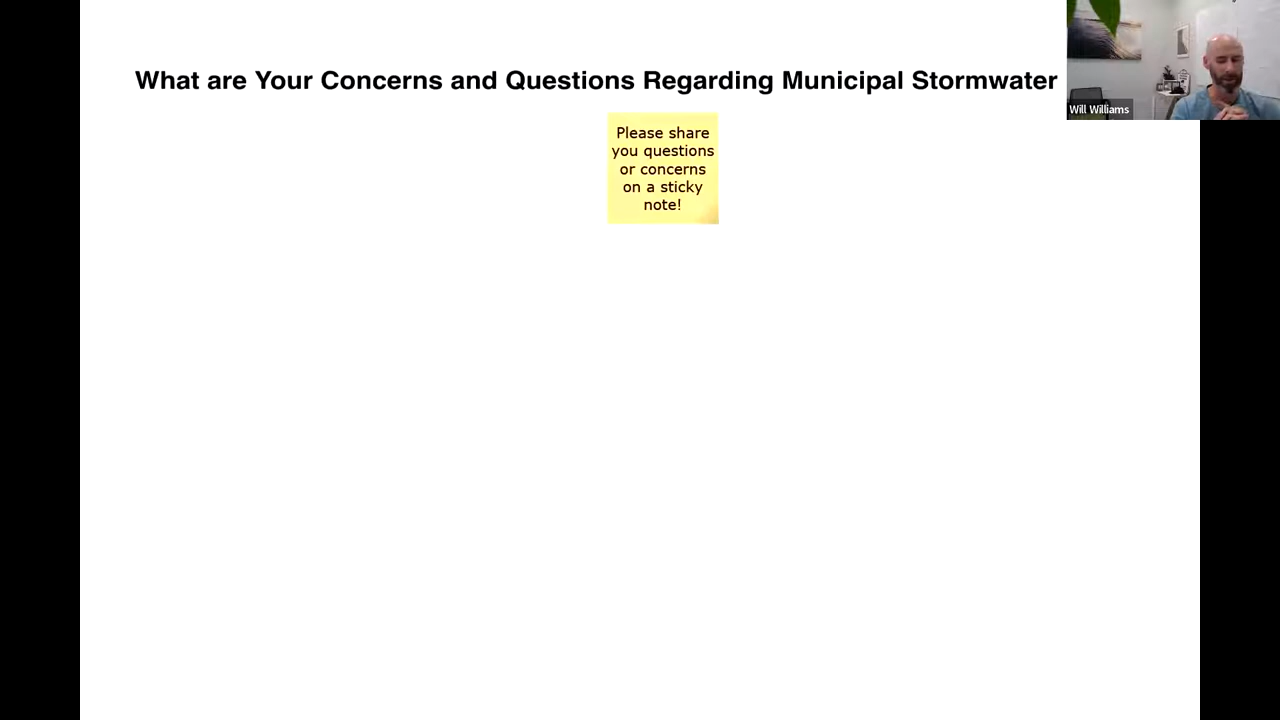 What are Your Concerns and Questions Regarding Municipal Stormwater
Will Williams
Please share
you questions
or concerns
on a sticky
note!